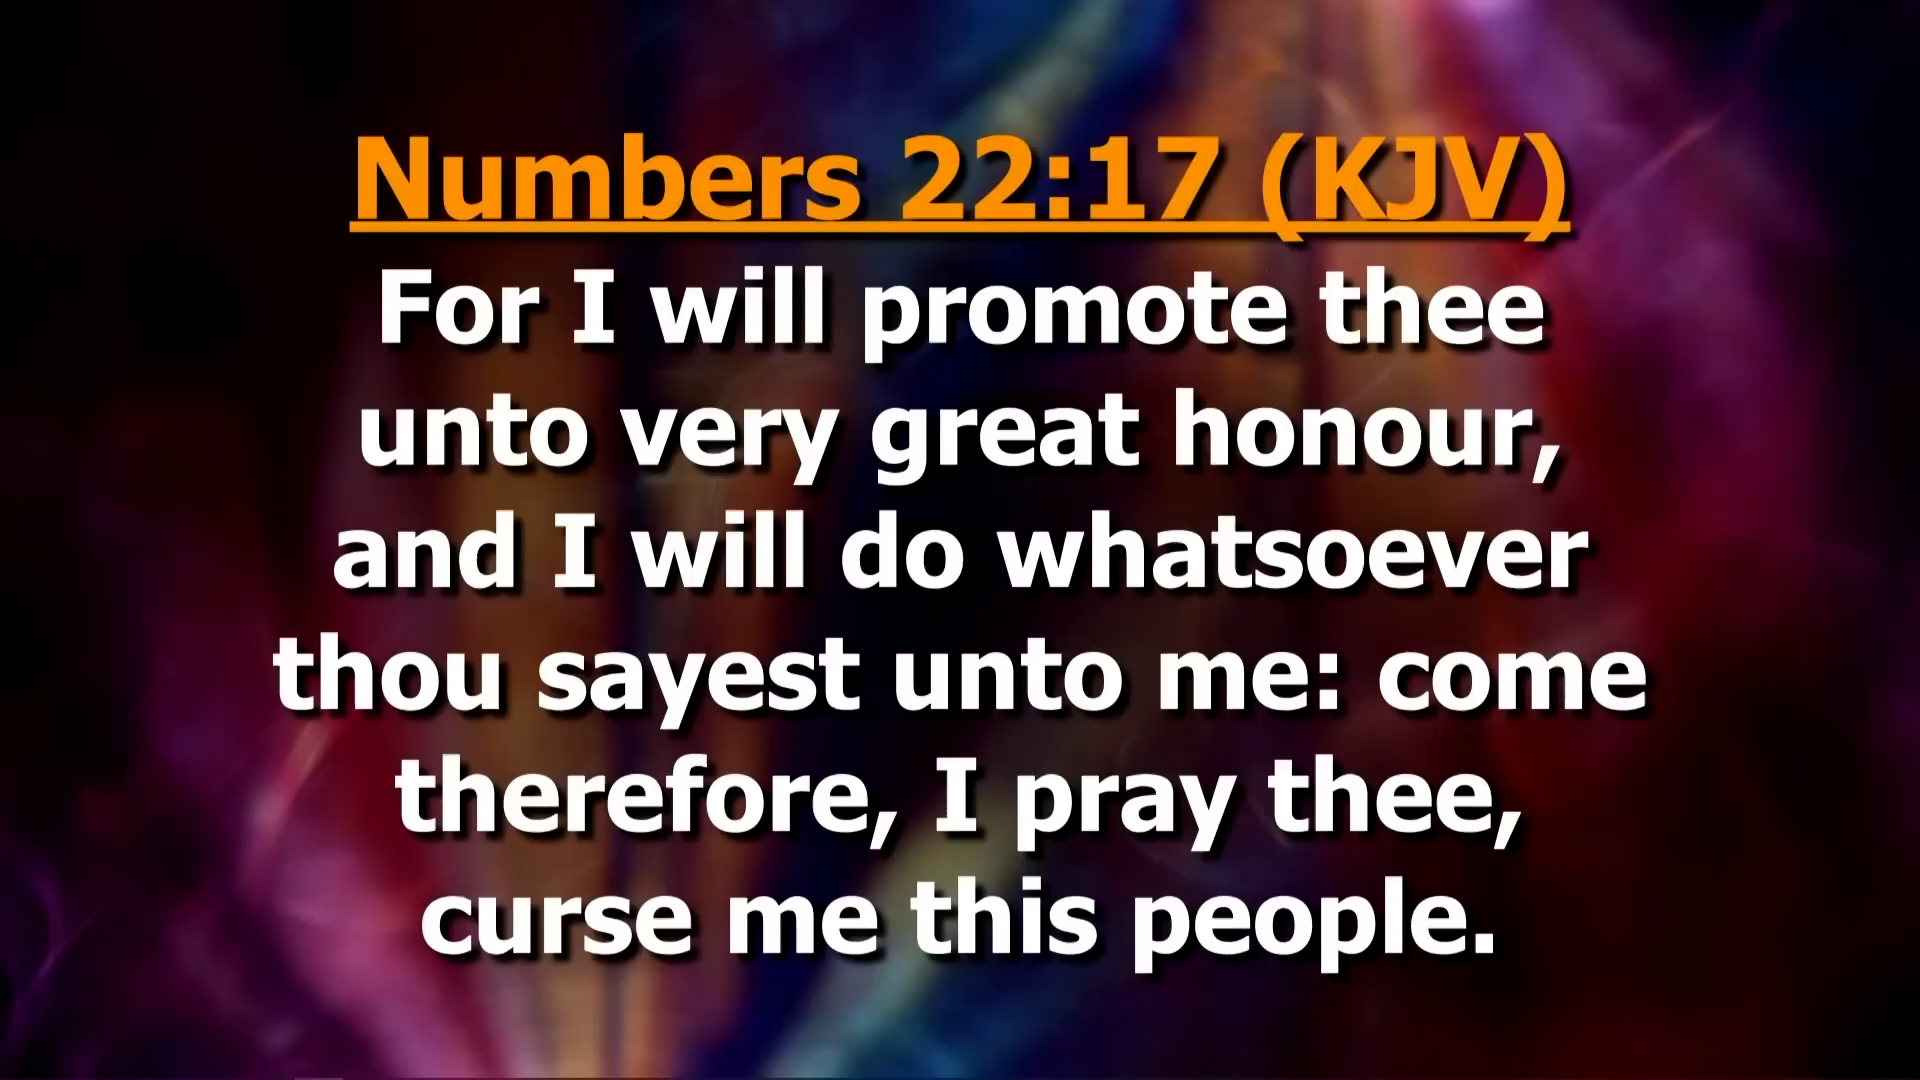 Numbers 22:17 (KJV)
For I will promote thee
unto very great honour,
and I will do whatsoever
thou sayest unto me: come
therefore, I pray thee,
curse me this people.